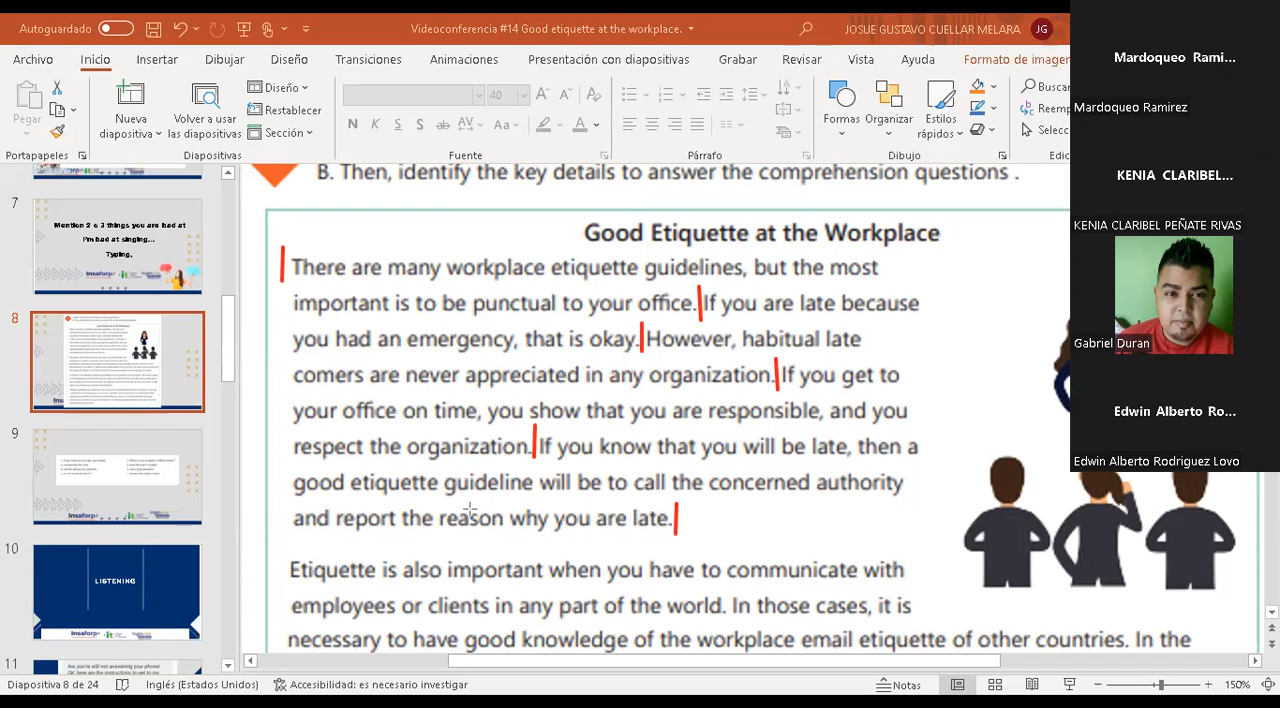 Autoguardado
Videoconferencia #14 Good etiquette at the workplace.
JOSUE GUSTAVO CUELLAR MELARA
JG
Archivo Inicio Insertar Dibujar Diseño Transiciones Animaciones Presentación con diapositivas Grabar Revisar Vista Ayuda Formato de imagen
Pegar
Nueva
diapositiva
Volver a usar
las diapositivas
Diseño
Restablecer
Sección
40
N K S S ab AV Aa A
Formas
Organizar
Estilos
rápidos
Buscar
Reemp
Selecc
Portapapeles Diapositivas Fuente Párrafo Dibujo Edic
7
Mention 2 o 3 things you are bad at
I'm bad at singing...
Typing.
Insaforp
8
9
Insaforp
10
LISTENING
Insaforp
11
B. Then, identify the key details to answer the comprehension questions .
Good Etiquette at the Workplace
There are many workplace etiquette guidelines, but the most
important is to be punctual to your office. If you are late because
you had an emergency, that is okay. However, habitual late
comers are never appreciated in any organization. If you get to
your office on time, you show that you are responsible, and you
respect the organization. If you know that you will be late, then a
good etiquette guideline will be to call the concerned authority
and report the reason why you are late.
Etiquette is also important when you have to communicate with
employees or clients in any part of the world. In those cases, it is
necessary to have good knowledge of the workplace email etiquette of other countries. In the
Mardoqueo Rami...
Mardoqueo Ramirez
KENIA CLARIBEL...
KENIA CLARIBEL PEÑATE RIVAS
Gabriel Duran
Edwin Alberto Ro...
Edwin Alberto Rodriguez Lovo
Diapositiva 8 de 24 Inglés (Estados Unidos) Accesibilidad: es necesario investigar Notas 150%